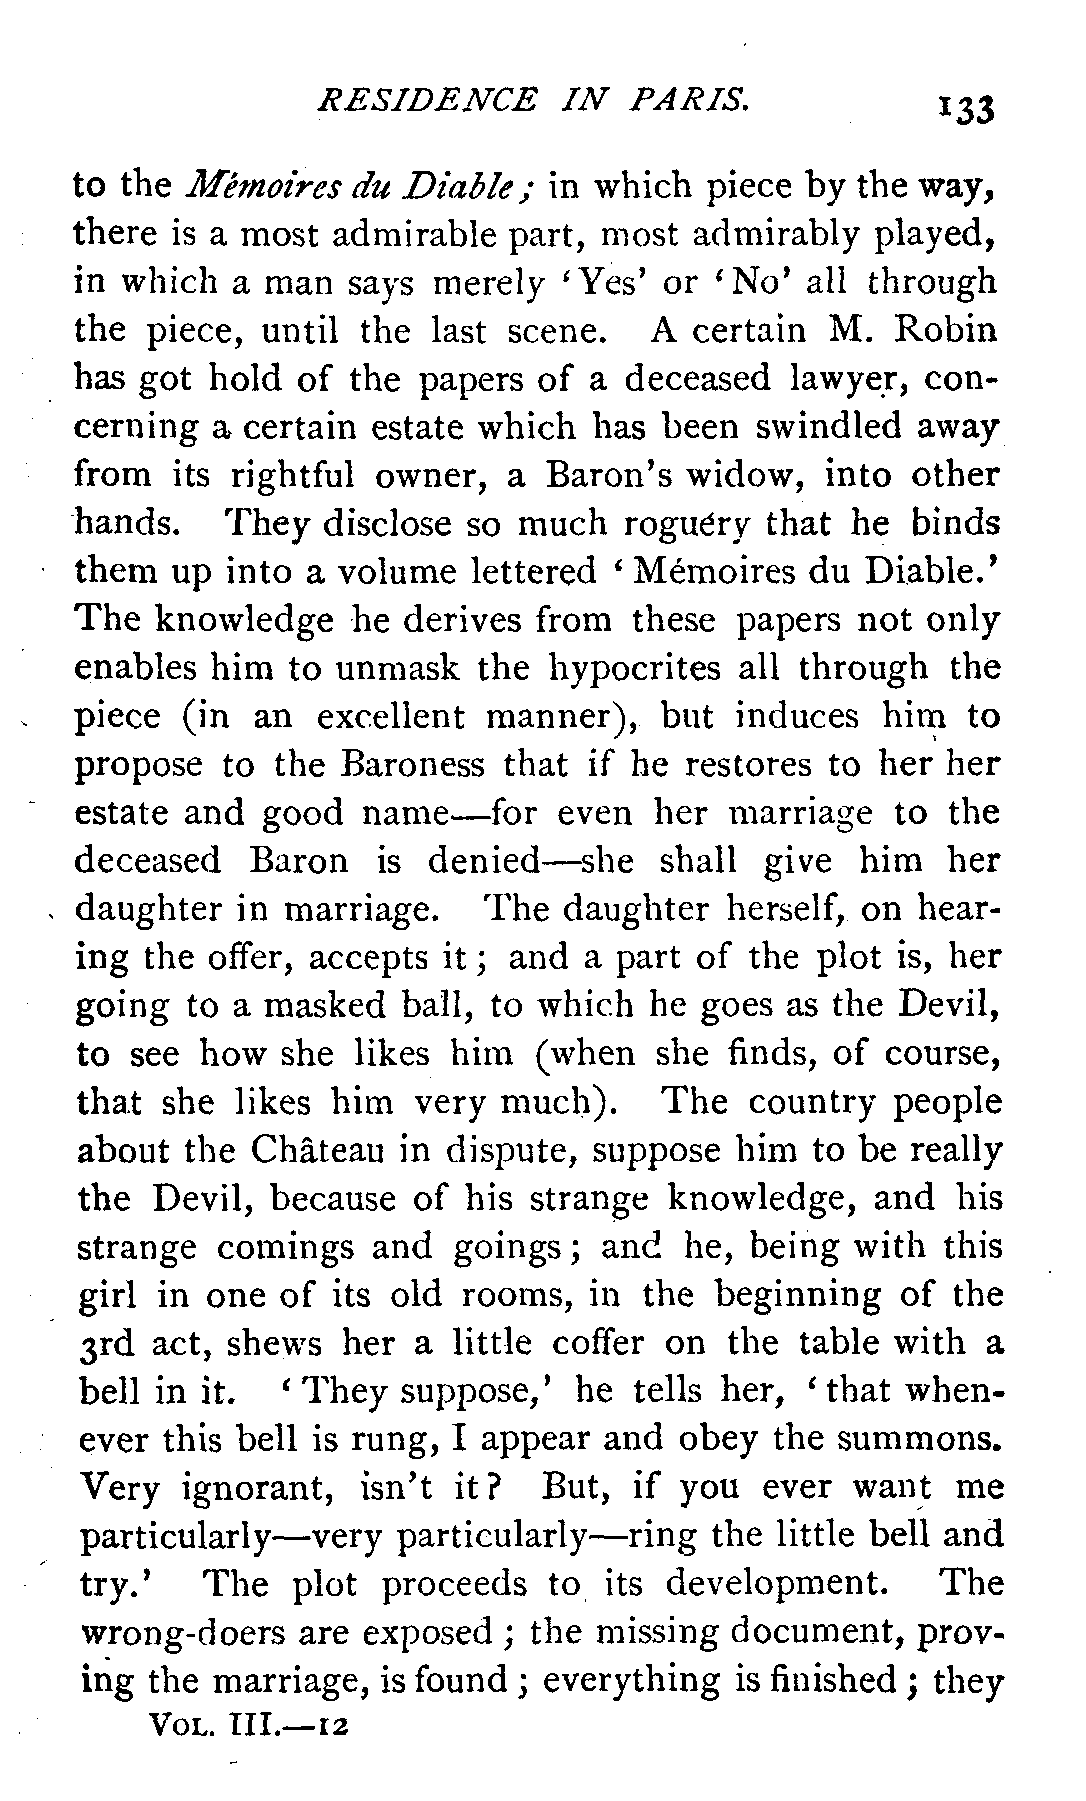 RESIDENCE IN PARIS. 133
to the Mémoires du Diable; in which piece by the way,
there is a most admirable part, most admirably played,
in which a man says merely ‘Yes’ or ‘No’ all through
the piece, until the last scene. A certain M. Robin
has got hold of the papers of a deceased lawyer, con-
cerning a certain estate which has been swindled away
from its rightful owner, a Baron’s widow, into other
hands. They disclose so much roguéry that he binds
them up into a volume lettered ‘Mémoires du Diable.’
The knowledge he derives from these papers not only
enables him to unmask the hypocrites all through the
piece (in an excellent manner), but induces him to
propose to the Baroness that if he restores to her her
estate and good name—for even her marriage to the
deceased Baron is denied—she shall give him her
daughter in marriage. The daughter herself, on hear-
ing the offer, accepts it; and a part of the plot is, her
going to a masked ball, to which he goes as the Devil,
to see how she likes him (when she finds, of course,
that she likes him very much). The country people
about the Château in dispute, suppose him to be really
the Devil, because of his strange knowledge, and his
strange comings and goings; and he, being with this
girl in one of its old rooms, in the beginning of the
3rd act, shews her a little coffer on the table with a
bell in it. ‘They suppose,’ he tells her, ‘that when-
ever this bell is rung, I appear and obey the summons.
Very ignorant, isn’t it? But, if you ever want me
particularly—very particularly—ring the little bell and
try.’ The plot proceeds to its development. The
wrong-doers are exposed; the missing document, prov-
ing the marriage, is found; everything is finished; they
VOL. III.—12